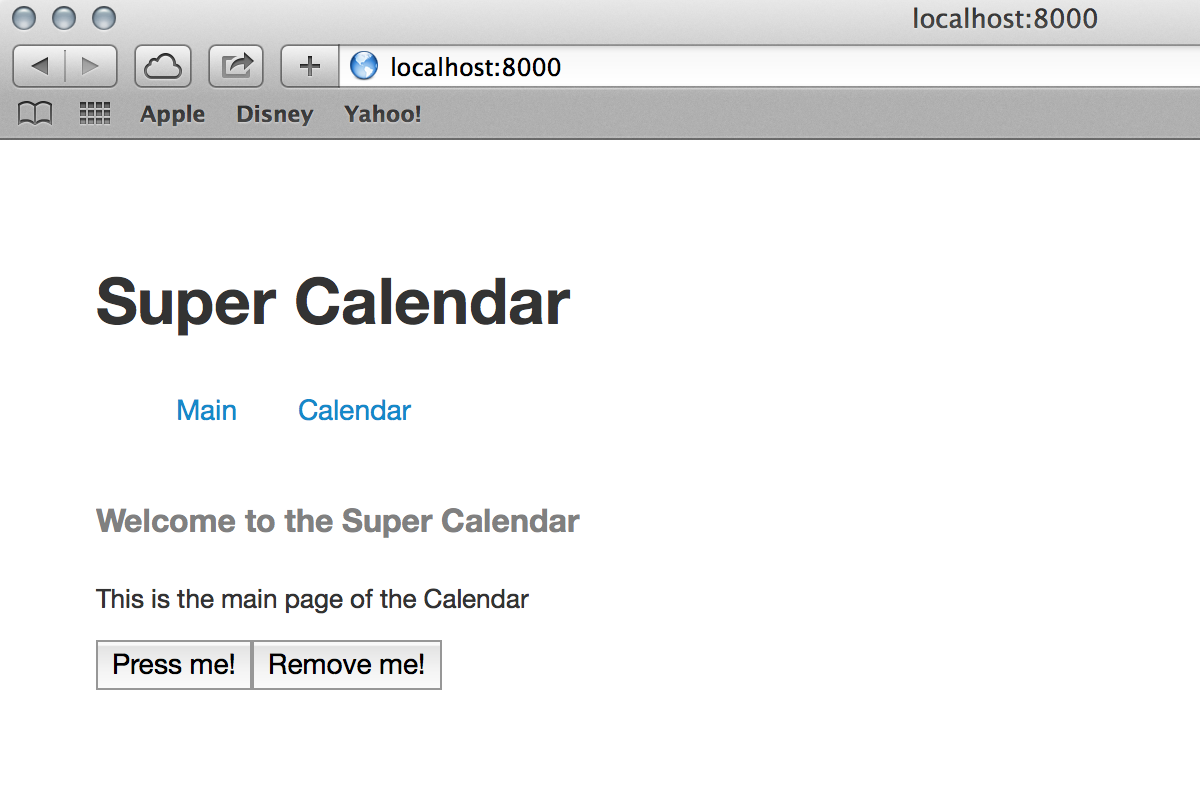 localhost:8000
localhost:8000
Apple Disney Yahoo!
Super Calendar
Main Calendar
Welcome to the Super Calendar
This is the main page of the Calendar
Press me! Remove me!